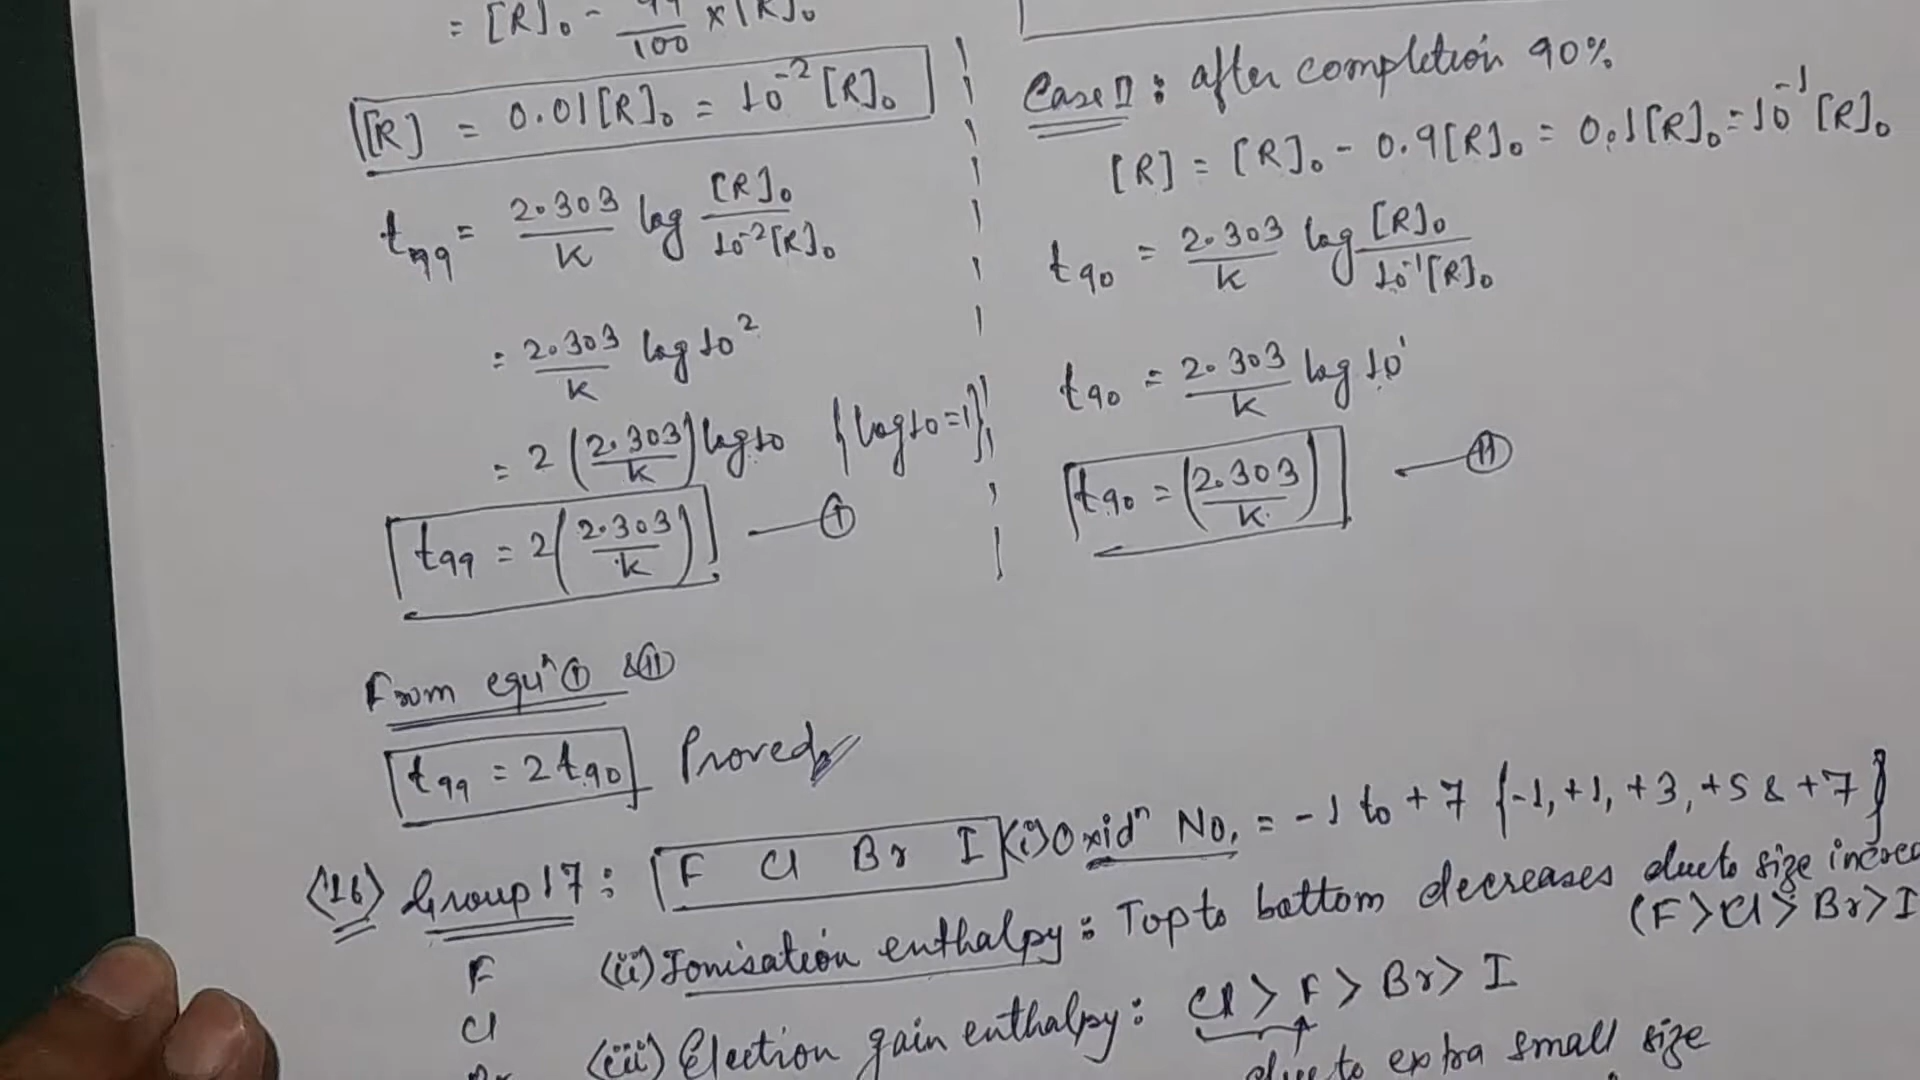 = [R]₀ - 99/100 × [R]₀
[R] = 0.01[R]₀ = 10⁻² [R]₀
t₉₉ = 2.303/K log [R]₀/10⁻²[R]₀
= 2.303/K log 10²
= 2 (2.303/K) log 10 {log 10 = 1}
t₉₉ = 2(2.303/K) — (I)
Case II : after completion 90%
[R] = [R]₀ - 0.9[R]₀ = 0.1[R]₀ = 10⁻¹ [R]₀
t₉₀ = 2.303/K log [R]₀/10⁻¹[R]₀
t₉₀ = 2.303/K log 10¹
t₉₀ = (2.303/K) — (II)
From equⁿ (I) & (II)
t₉₉ = 2 t₉₀ Proved
(16) Group 17 : F Cl Br I (i) Oxidⁿ No. = -1 to +7 {-1, +1, +3, +5 & +7}
F (ii) Ionisation enthalpy : Top to bottom decreases due to size
(F > Cl > Br > I
Cl (iii) Election gain enthalpy : Cl > F > Br > I
due to extra small size